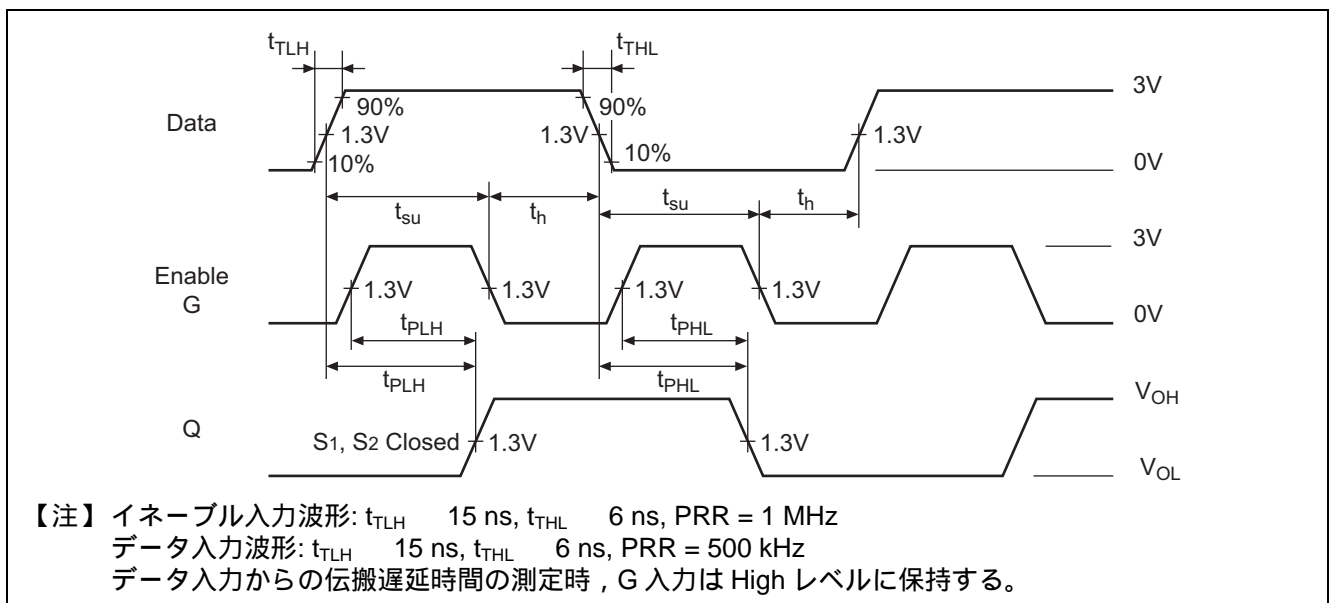 tTLH tTHL
3V
90% 90%
Data 1.3V 1.3V 1.3V
10% 10%
0V
tsu th tsu th
3V
Enable
G
1.3V 1.3V 1.3V 1.3V
0V
tPLH tPHL
tPLH tPHL
VOH
Q
S1, S2 Closed 1.3V 1.3V
VOL
【注】 イネーブル入力波形: tTLH 15 ns, tTHL 6 ns, PRR = 1 MHz
データ入力波形: tTLH 15 ns, tTHL 6 ns, PRR = 500 kHz
データ入力からの伝搬遅延時間の測定時 , G 入力は High レベルに保持する。